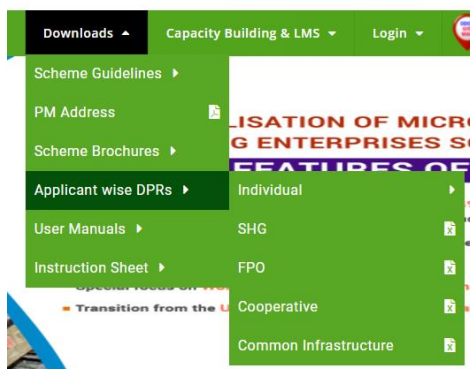 Downloads Capacity Building & LMS Login
Scheme Guidelines
PM Address
LISATION OF MICR
Scheme Brochures
G ENTERPRISES S
FEATURES OF
Applicant wise DPRs Individual
User Manuals SHG
Instruction Sheet FPO
Transition from the Cooperative
Common Infrastructure